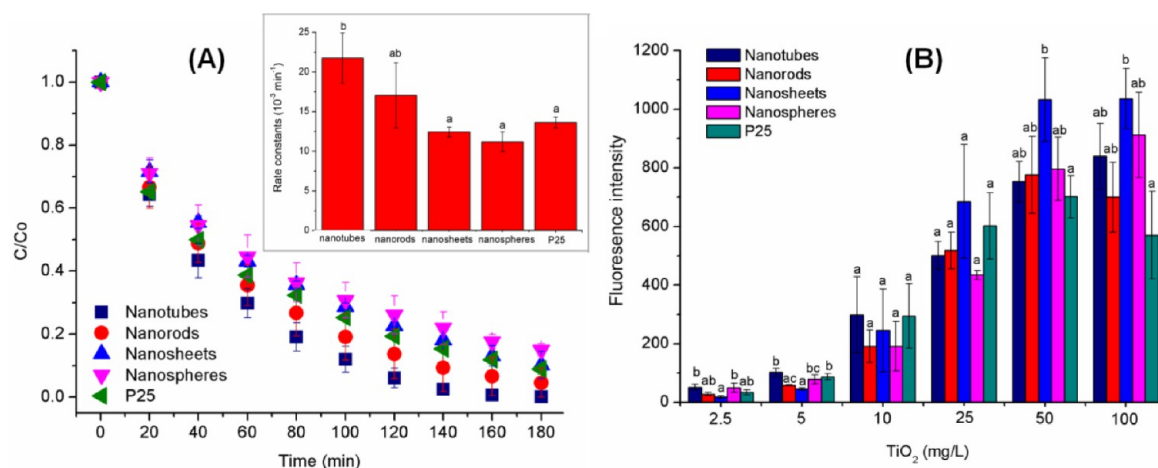 (A)
C/Co
1.0
0.8
0.6
0.4
0.2
0.0
Nanotubes
Nanorods
Nanosheets
Nanospheres
P25
0 20 40 60 80 100 120 140 160 180
Time (min)
Rate constants (10⁻³ min⁻¹)
25
20
15
10
5
0
b ab a a a
nanotubes nanorods nanosheets nanospheres P25
(B)
Fluoresence intensity
1200
1000
800
600
400
200
0
Nanotubes
Nanorods
Nanosheets
Nanospheres
P25
b ab a b ab
b ac a bc b
a a a a a
a a a a a
ab ab b ab a
ab ab b ab a
2.5 5 10 25 50 100
TiO₂ (mg/L)